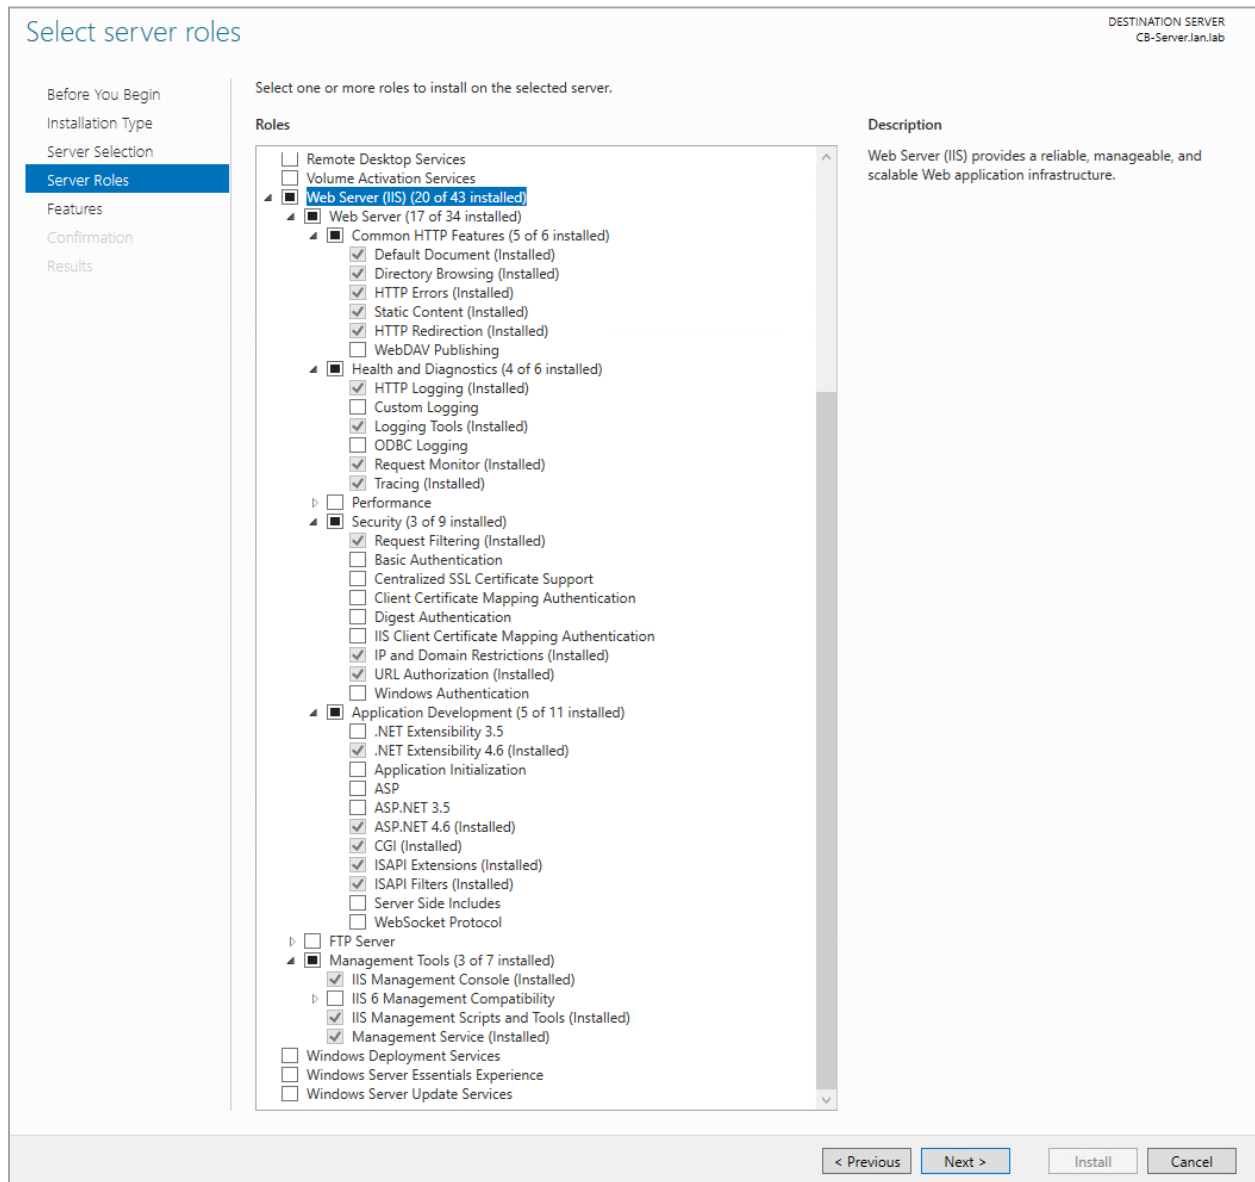 Select server roles
DESTINATION SERVER
CB-Server.lan.lab
Before You Begin
Installation Type
Server Selection
Server Roles
Features
Confirmation
Results
Select one or more roles to install on the selected server.
Roles
Remote Desktop Services
Volume Activation Services
Web Server (IIS) (20 of 43 installed)
Web Server (17 of 34 installed)
Common HTTP Features (5 of 6 installed)
Default Document (Installed)
Directory Browsing (Installed)
HTTP Errors (Installed)
Static Content (Installed)
HTTP Redirection (Installed)
WebDAV Publishing
Health and Diagnostics (4 of 6 installed)
HTTP Logging (Installed)
Custom Logging
Logging Tools (Installed)
ODBC Logging
Request Monitor (Installed)
Tracing (Installed)
Performance
Security (3 of 9 installed)
Request Filtering (Installed)
Basic Authentication
Centralized SSL Certificate Support
Client Certificate Mapping Authentication
Digest Authentication
IIS Client Certificate Mapping Authentication
IP and Domain Restrictions (Installed)
URL Authorization (Installed)
Windows Authentication
Application Development (5 of 11 installed)
.NET Extensibility 3.5
.NET Extensibility 4.6 (Installed)
Application Initialization
ASP
ASP.NET 3.5
ASP.NET 4.6 (Installed)
CGI (Installed)
ISAPI Extensions (Installed)
ISAPI Filters (Installed)
Server Side Includes
WebSocket Protocol
FTP Server
Management Tools (3 of 7 installed)
IIS Management Console (Installed)
IIS 6 Management Compatibility
IIS Management Scripts and Tools (Installed)
Management Service (Installed)
Windows Deployment Services
Windows Server Essentials Experience
Windows Server Update Services
Description
Web Server (IIS) provides a reliable, manageable, and
scalable Web application infrastructure.
< Previous
Next >
Install
Cancel